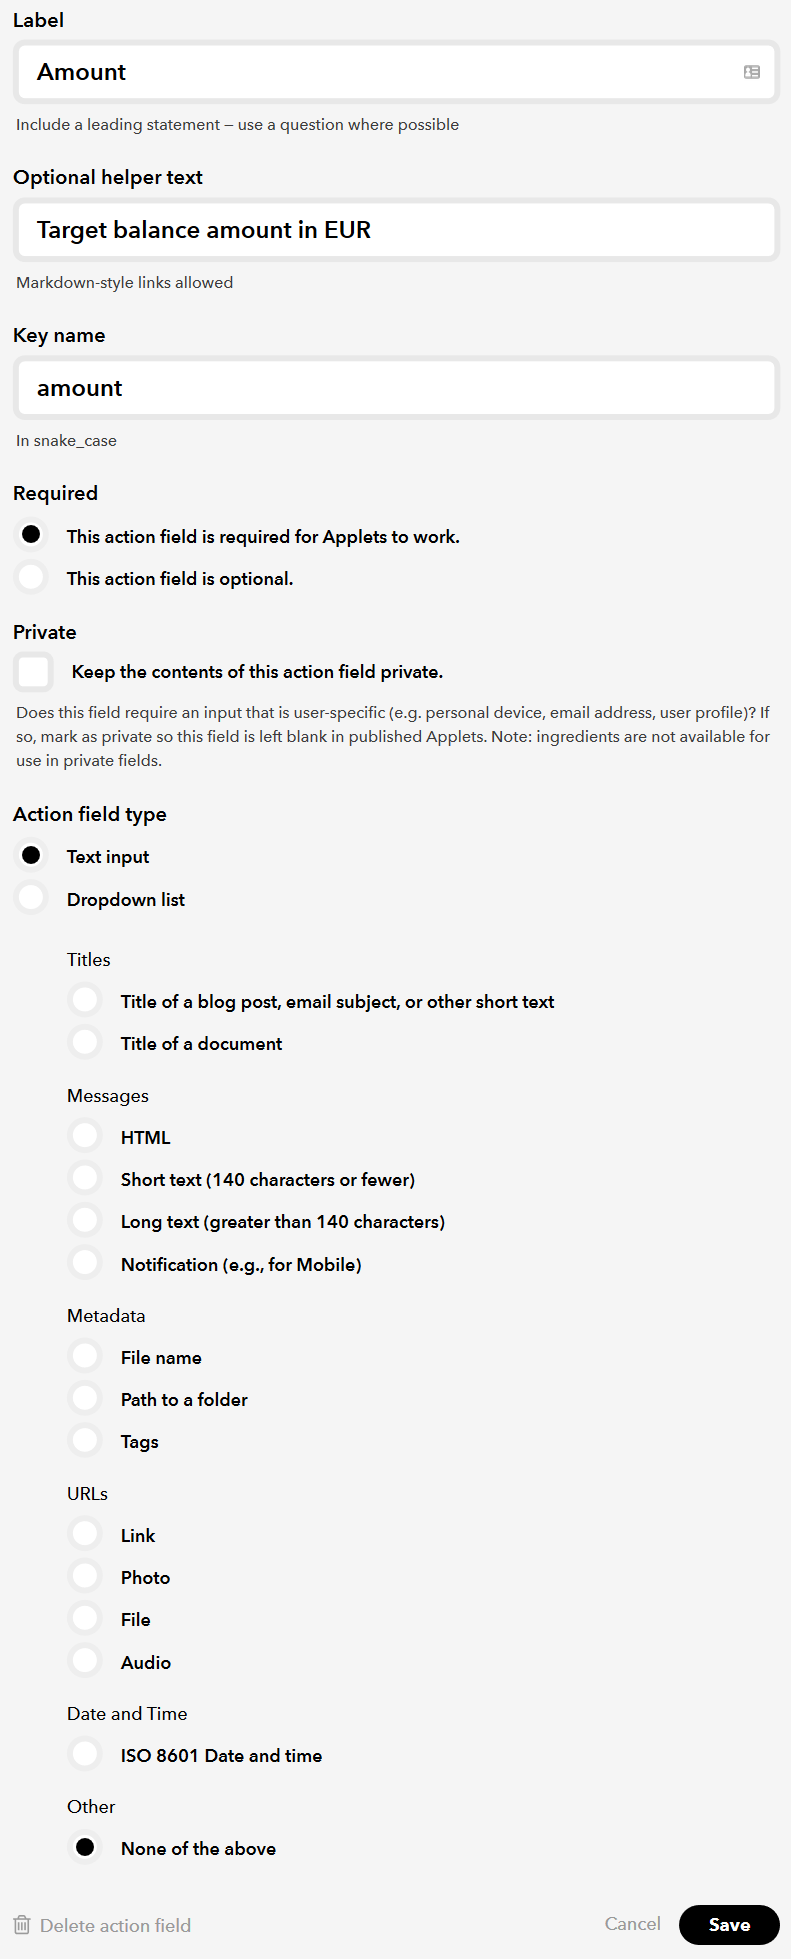 Label
Amount
Include a leading statement – use a question where possible
Optional helper text
Target balance amount in EUR
Markdown-style links allowed
Key name
amount
In snake_case
Required
This action field is required for Applets to work.
This action field is optional.
Private
Keep the contents of this action field private.
Does this field require an input that is user-specific (e.g. personal device, email address, user profile)? If
so, mark as private so this field is left blank in published Applets. Note: ingredients are not available for
use in private fields.
Action field type
Text input
Dropdown list
Titles
Title of a blog post, email subject, or other short text
Title of a document
Messages
HTML
Short text (140 characters or fewer)
Long text (greater than 140 characters)
Notification (e.g., for Mobile)
Metadata
File name
Path to a folder
Tags
URLs
Link
Photo
File
Audio
Date and Time
ISO 8601 Date and time
Other
None of the above
Delete action field
Cancel
Save